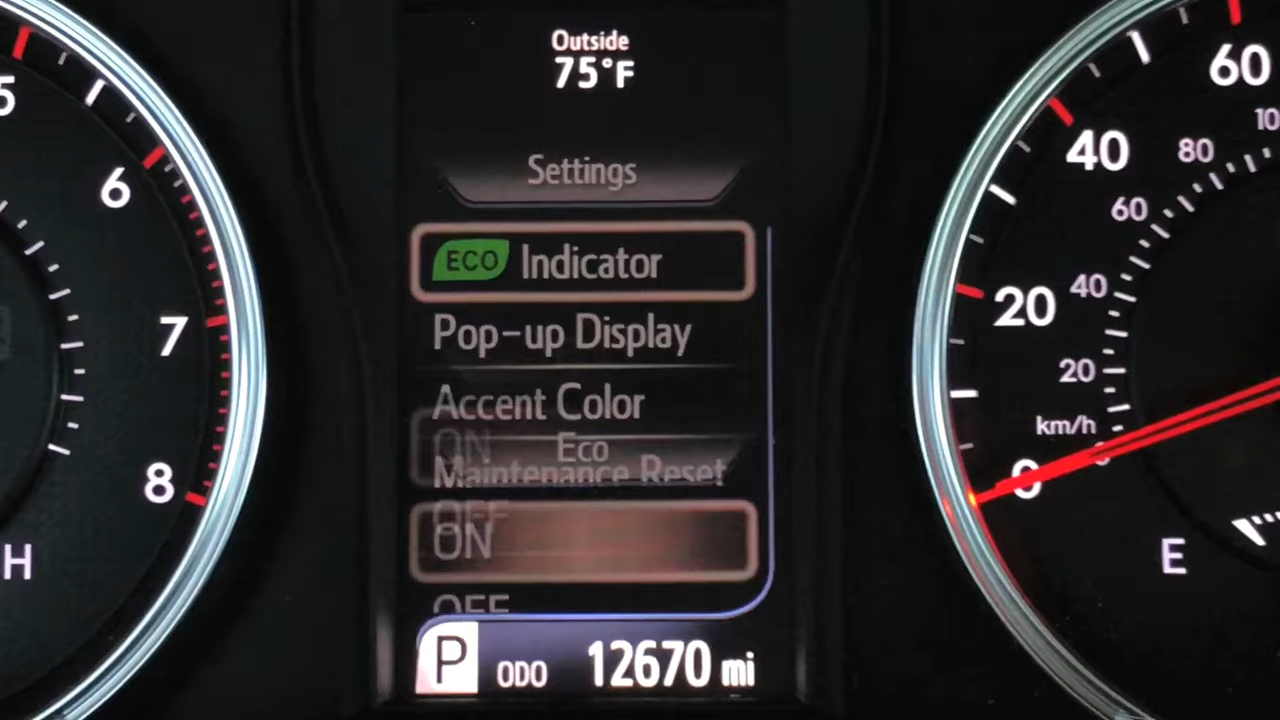 Outside
75°F
Settings
ECO Indicator
Pop-up Display
Accent Color
ON
Eco
Maintenance Reset
OFF
ON
OFF
P ODO 12670 mi
5
6
7
8
H
60
40
20
0
100
80
60
40
20
km/h
E